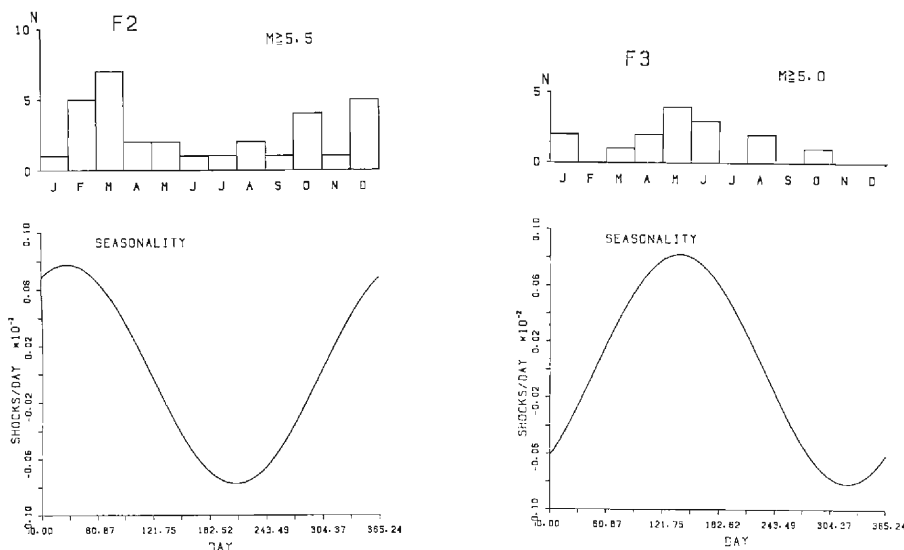 F2
M≧5.5
N
10
5
0
J F M A M J J A S O N D
SEASONALITY
SHOCKS/DAY *10⁻²
0.10
0.06
0.02
-0.02
-0.06
-0.10
0.00 60.87 121.75 182.62 243.49 304.37 365.24
DAY
F3
M≧5.0
N
5
0
J F M A M J J A S O N D
SEASONALITY
SHOCKS/DAY *10⁻²
0.10
0.06
0.02
-0.02
-0.06
-0.10
0.00 60.87 121.75 182.62 243.49 304.37 365.24
DAY